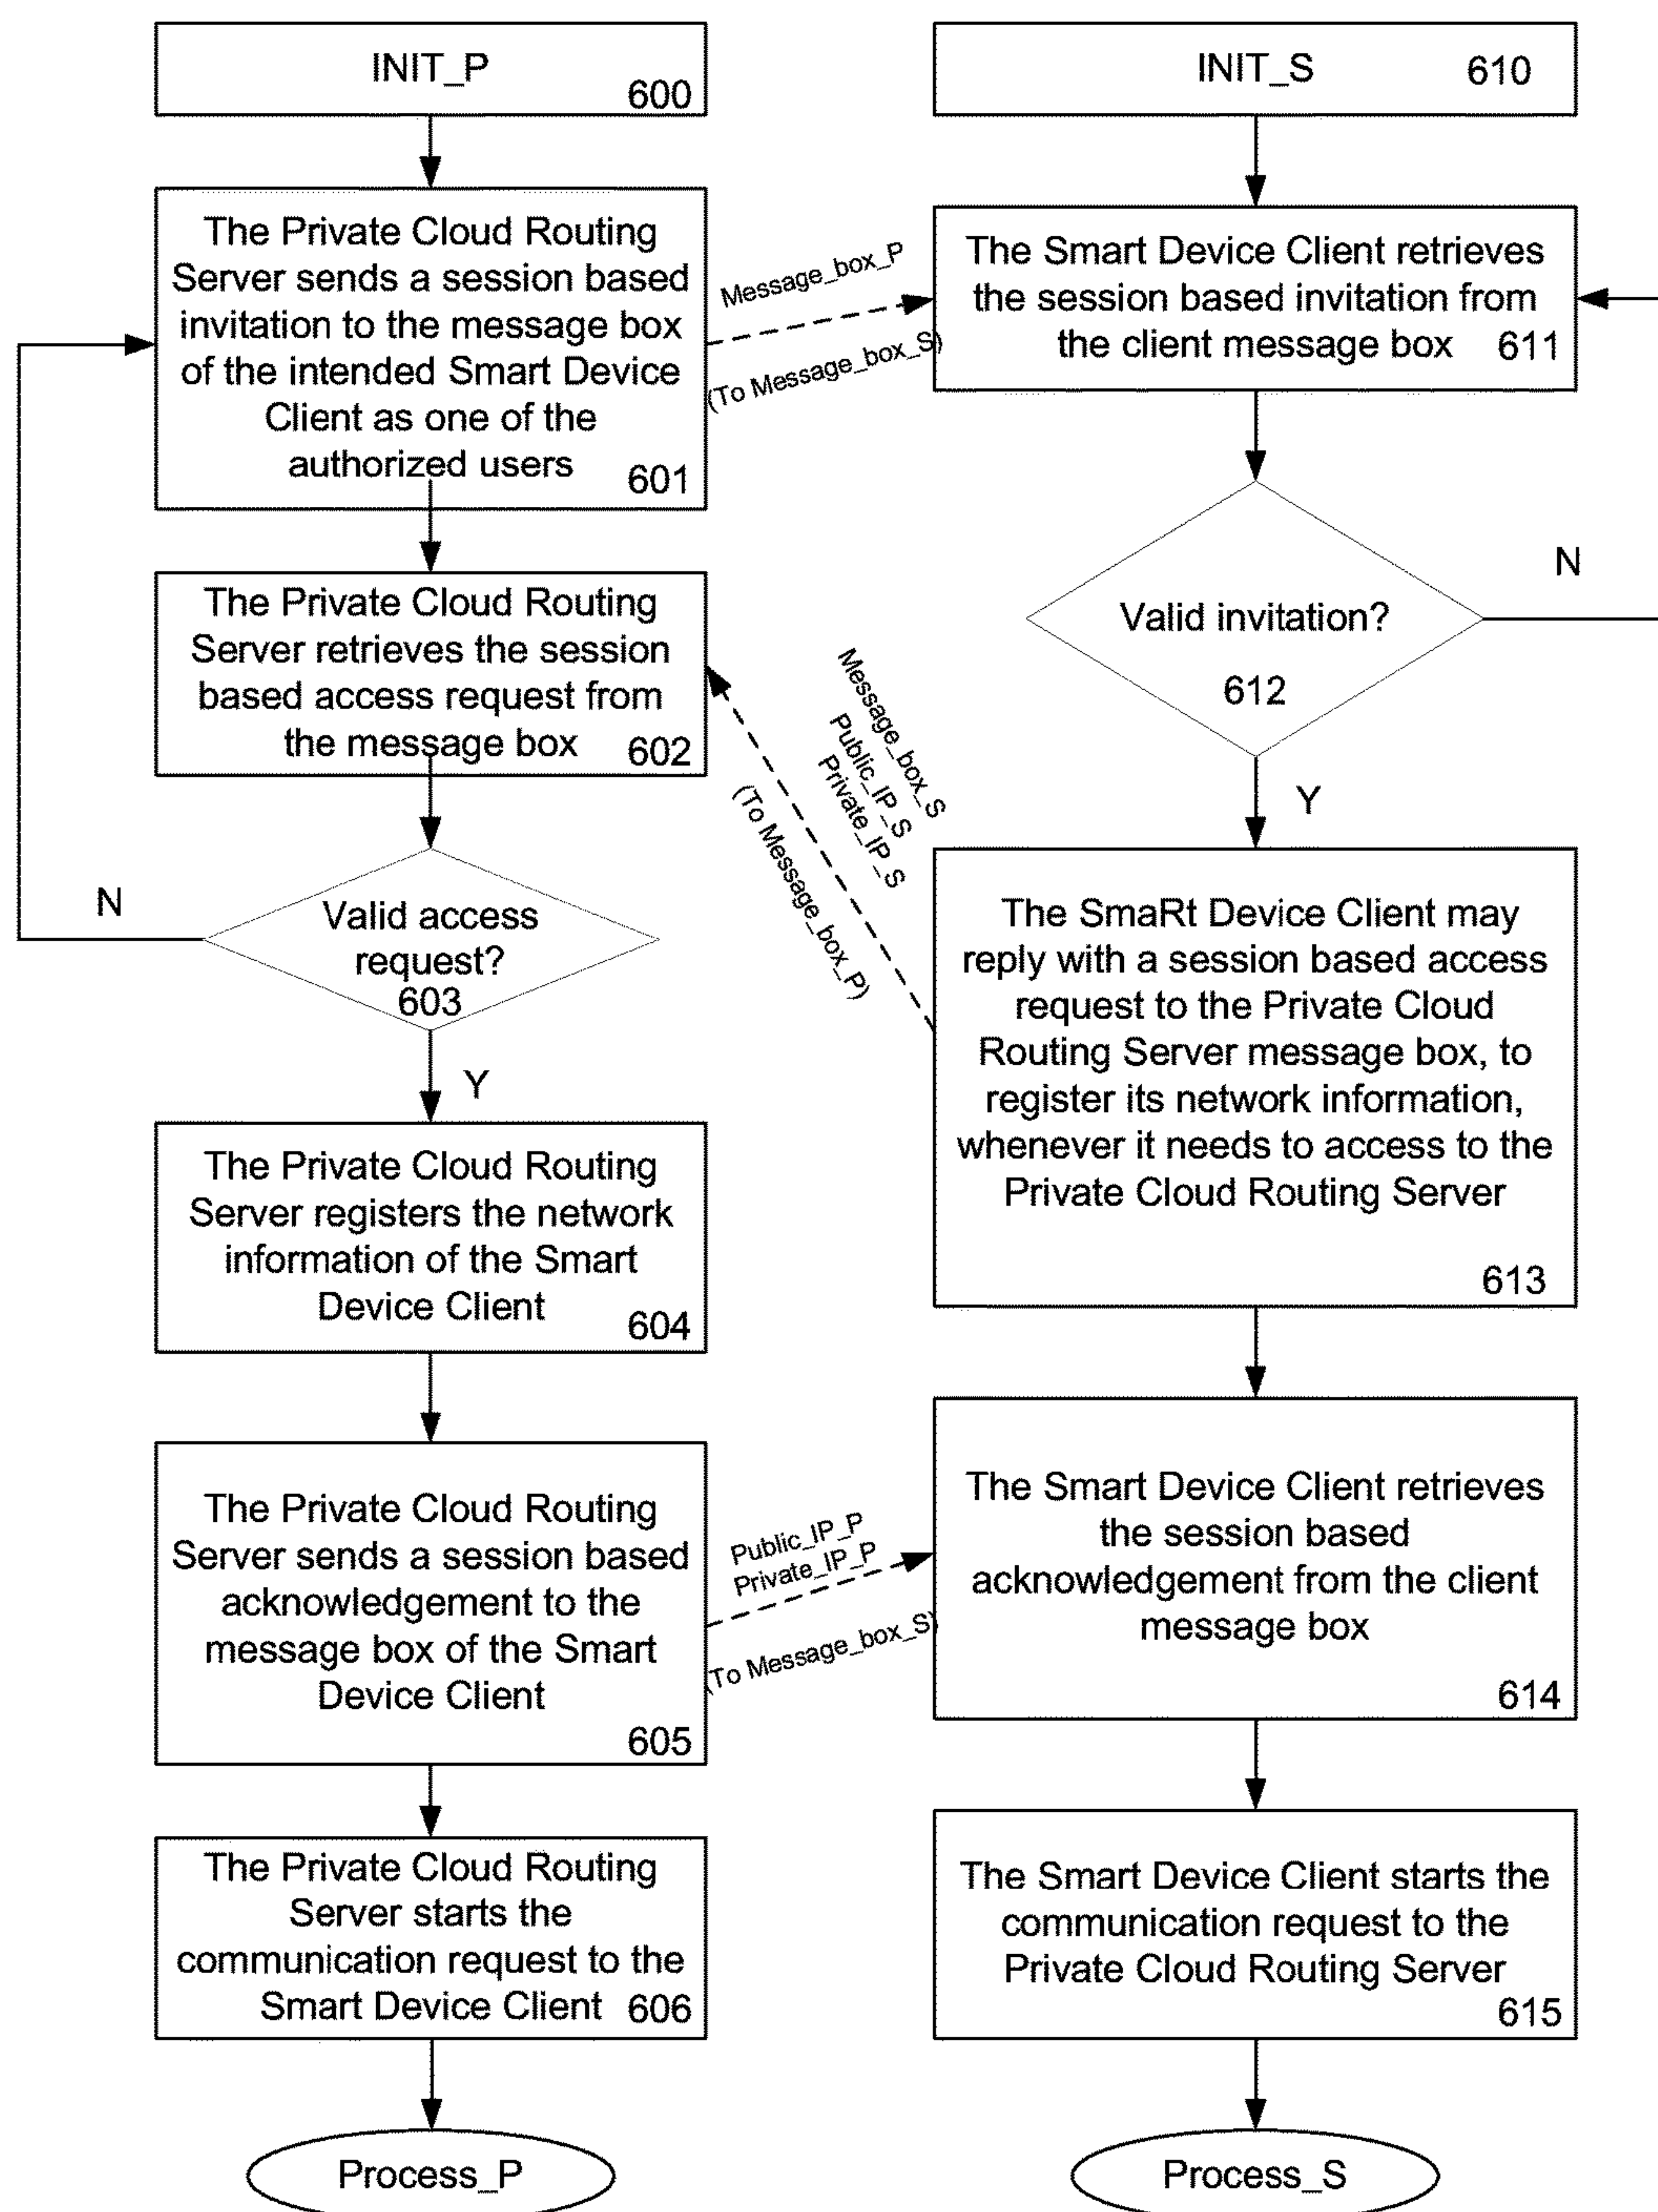 INIT_P
600
The Private Cloud Routing
Server sends a session based
invitation to the message box
of the intended Smart Device
Client as one of the
authorized users
601
The Private Cloud Routing
Server retrieves the session
based access request from
the message box 602
Valid access
request?
603
N
Y
The Private Cloud Routing
Server registers the network
information of the Smart
Device Client
604
The Private Cloud Routing
Server sends a session based
acknowledgement to the
message box of the Smart
Device Client
605
The Private Cloud Routing
Server starts the
communication request to the
Smart Device Client 606
Process_P
Message_box_P
(To Message_box_S)
Message_box_S
Public_IP_S
Private_IP_S
(To Message_box_P)
Public_IP_P
Private_IP_P
(To Message_box_S)
INIT_S 610
The Smart Device Client retrieves
the session based invitation from
the client message box 611
Valid invitation?
612
N
Y
The SmaRt Device Client may
reply with a session based access
request to the Private Cloud
Routing Server message box, to
register its network information,
whenever it needs to access to the
Private Cloud Routing Server
613
The Smart Device Client retrieves
the session based
acknowledgement from the client
message box
614
The Smart Device Client starts the
communication request to the
Private Cloud Routing Server
615
Process_S